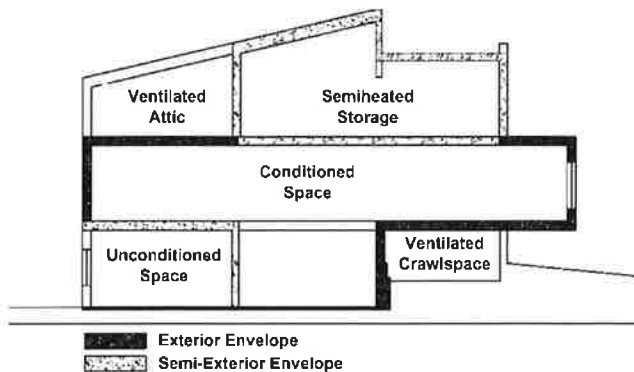 Ventilated
Attic
Semiheated
Storage
Conditioned
Space
Unconditioned
Space
Ventilated
Crawlspace
Exterior Envelope
Semi-Exterior Envelope